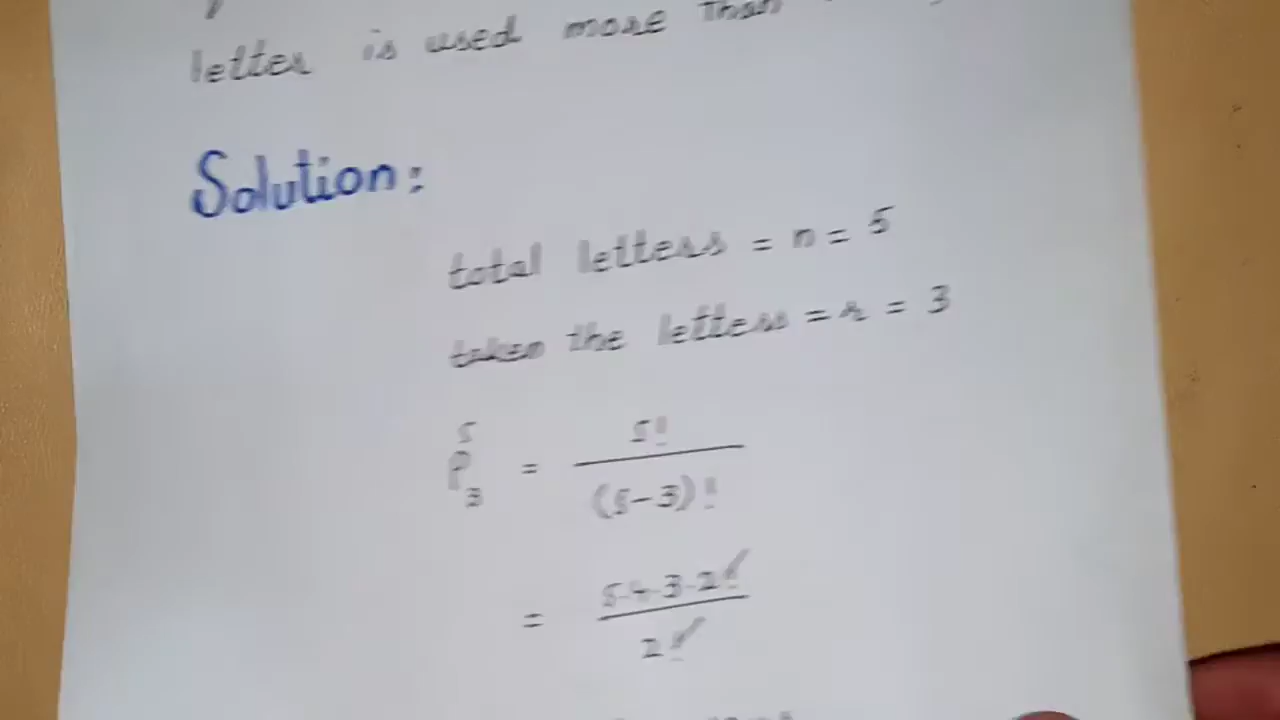 letter is used more than
Solution:
total letters = n = 5
taken the letters = r = 3
5
P
3
= 5!
(5-3)!
= 5.4.3.2!
2!